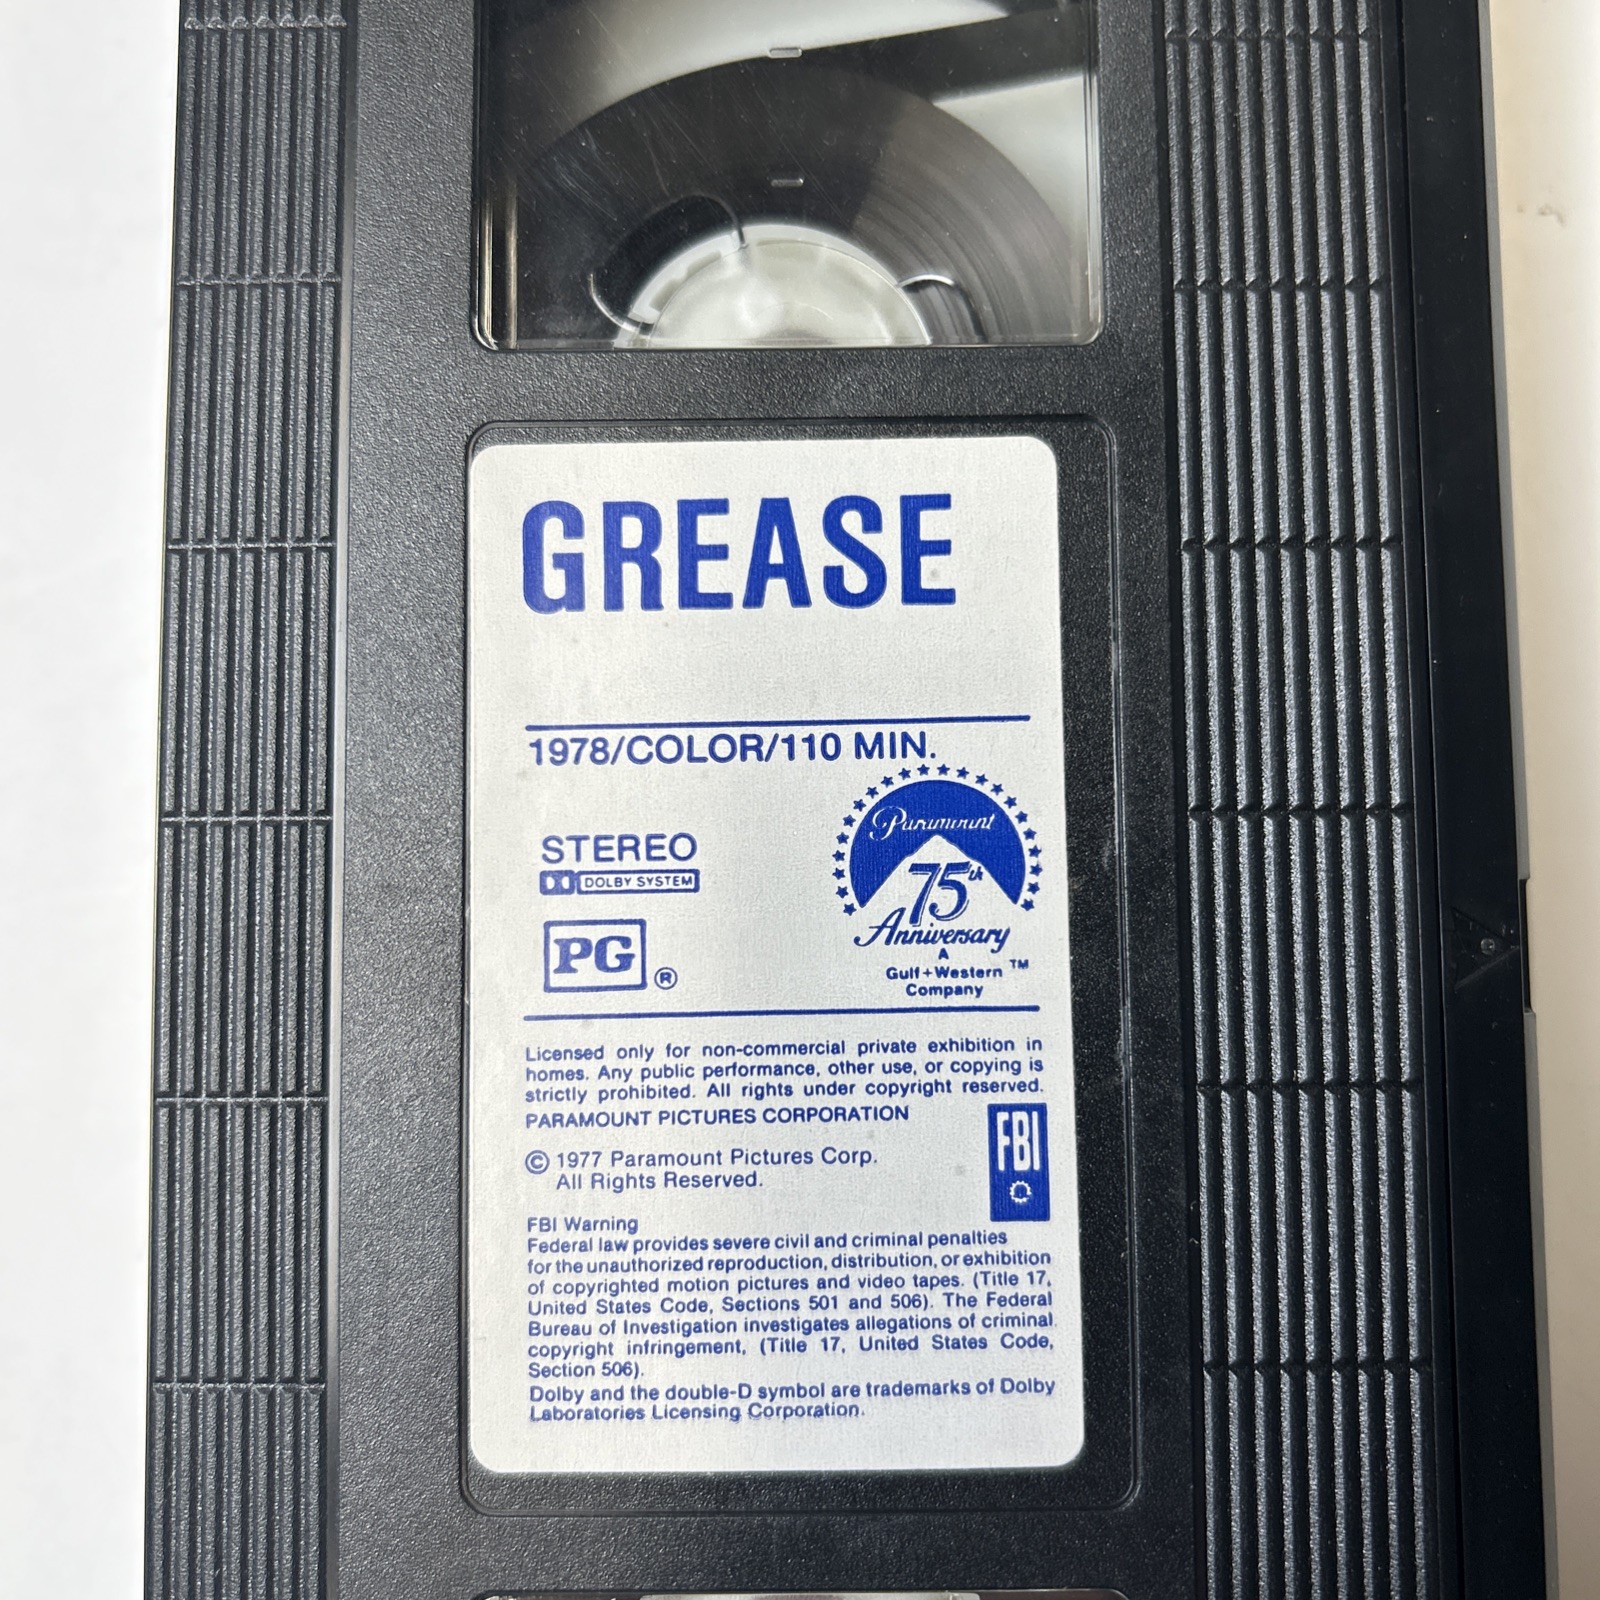 GREASE
1978/COLOR/110 MIN.
STEREO
DOLBY SYSTEM
PG ®
Paramount
75th
Anniversary
A
Gulf+Western ™
Company
Licensed only for non-commercial private exhibition in
homes. Any public performance, other use, or copying is
strictly prohibited. All rights under copyright reserved.
PARAMOUNT PICTURES CORPORATION
© 1977 Paramount Pictures Corp.
All Rights Reserved.
FBI
FBI Warning
Federal law provides severe civil and criminal penalties
for the unauthorized reproduction, distribution, or exhibition
of copyrighted motion pictures and video tapes. (Title 17,
United States Code, Sections 501 and 506). The Federal
Bureau of Investigation investigates allegations of criminal
copyright infringement, (Title 17, United States Code,
Section 506).
Dolby and the double-D symbol are trademarks of Dolby
Laboratories Licensing Corporation.